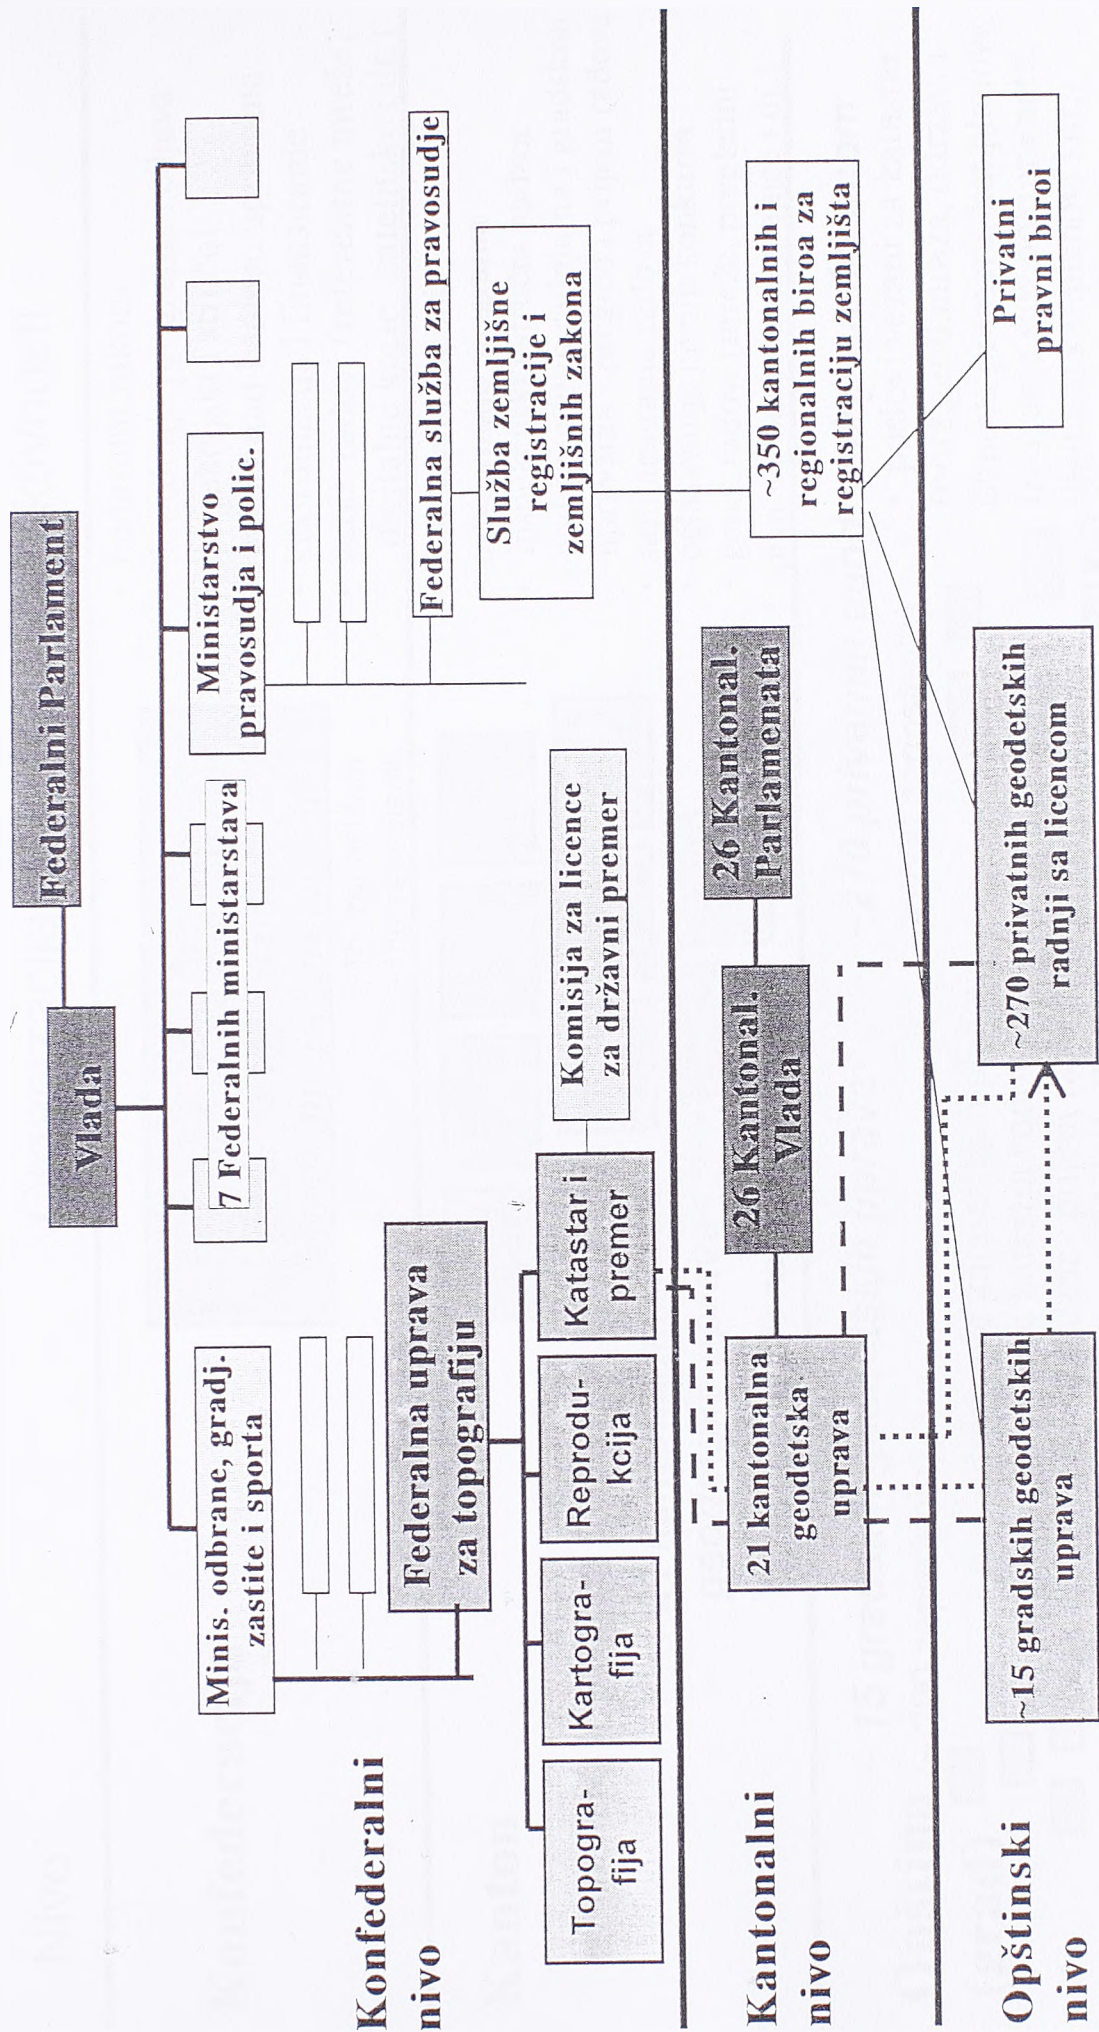 Federalni Parlament
Vlada
Minis. odbrane, gradj.
zastite i sporta
7 Federalnih ministarstava
Ministarstvo
pravosudja i polic.
Konfederalni
nivo
Federalna uprava
za topografiju
Federalna služba za pravosudje
Topogra-
fija
Kartogra-
fija
Reprodu-
kcija
Katastar i
premer
Komisija za licence
za državni premer
Služba zemljišne
registracije i
zemljišnih zakona
Kantonalni
nivo
21 kantonalna
geodetska
uprava
26 Kantonal.
Vlada
26 Kantonal.
Parlamenata
~350 kantonalnih i
regionalnih biroa za
registraciju zemljišta
Opštinski
nivo
~15 gradskih geodetskih
uprava
~270 privatnih geodetskih
radnji sa licencom
Privatni
pravni biroi